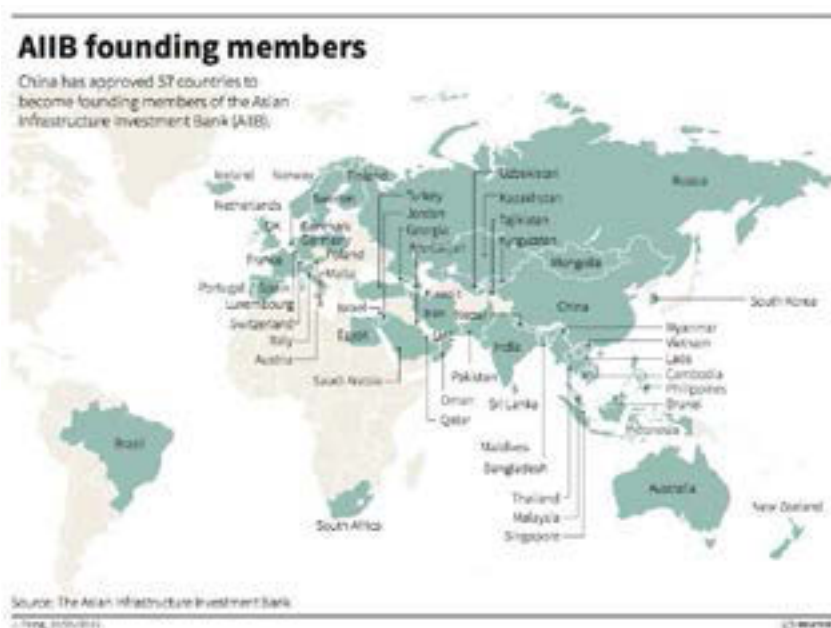 AIIB founding members
China has approved 57 countries to
become founding members of the Asian
Infrastructure Investment Bank (AIIB).
Iceland
Norway
Finland
Sweden
Netherlands
UK
Denmark
Germany
Poland
France
Malta
Portugal
Spain
Luxembourg
Switzerland
Italy
Austria
Turkey
Jordan
Georgia
Azerbaijan
Uzbekistan
Kazakhstan
Tajikistan
Kyrgyzstan
Russia
Mongolia
China
South Korea
Israel
Egypt
Kuwait
Iran
UAE
Nepal
India
Saudi Arabia
Oman
Qatar
Pakistan
Sri Lanka
Maldives
Bangladesh
Myanmar
Vietnam
Laos
Cambodia
Philippines
Brunei
Indonesia
Thailand
Malaysia
Singapore
Brazil
South Africa
Australia
New Zealand
Source: The Asian Infrastructure Investment Bank